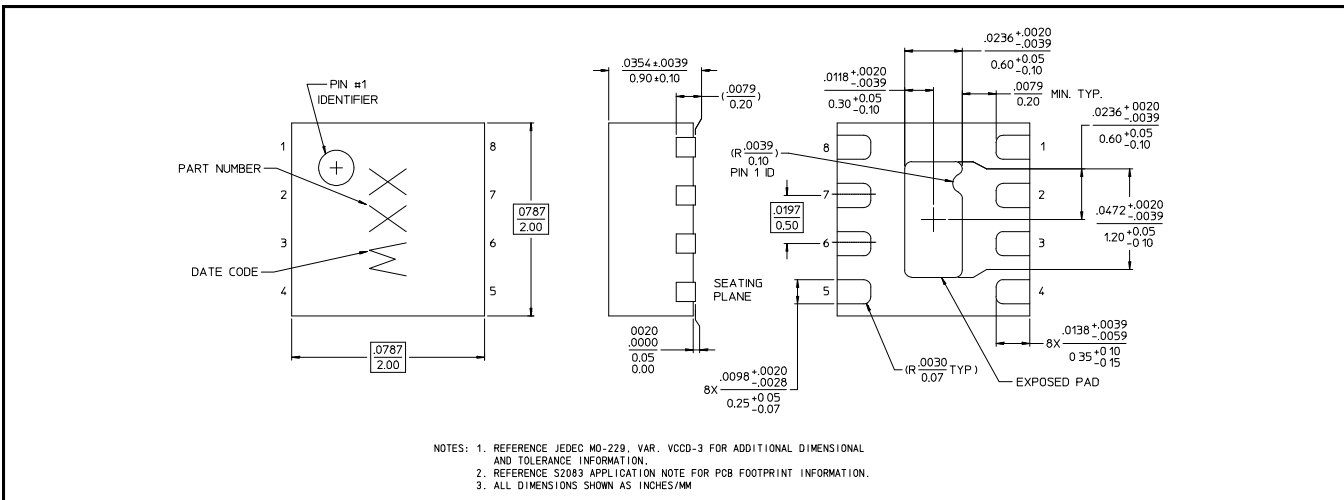 PIN #1
IDENTIFIER
PART NUMBER
DATE CODE
1
2
3
4
8
7
6
5
XX
W
.0787
2.00
.0787
2.00
.0354±.0039
0.90±0.10
(.0079
0.20)
SEATING
PLANE
0020
.0000
0.05
0.00
.0236 +.0020
-.0039
0.60 +0.05
-0.10
.0118 +.0020
-.0039
0.30 +0.05
-0.10
.0079 MIN. TYP.
0.20
.0236 +.0020
-.0039
0.60 +0.05
-0.10
(R .0039
0.10)
PIN 1 ID
8
7
6
5
1
2
3
4
.0197
0.50
.0472 +.0020
-.0039
1.20 +0.05
-0 10
8X .0138 +.0039
-.0059
0 35 +0 10
-0 15
8X .0098 +.0020
-.0028
0.25 +0 05
-0.07
(R .0030 TYP)
0.07
EXPOSED PAD
NOTES: 1. REFERENCE JEDEC MO-229, VAR. VCCD-3 FOR ADDITIONAL DIMENSIONAL
AND TOLERANCE INFORMATION.
2. REFERENCE S2083 APPLICATION NOTE FOR PCB FOOTPRINT INFORMATION.
3. ALL DIMENSIONS SHOWN AS INCHES/MM